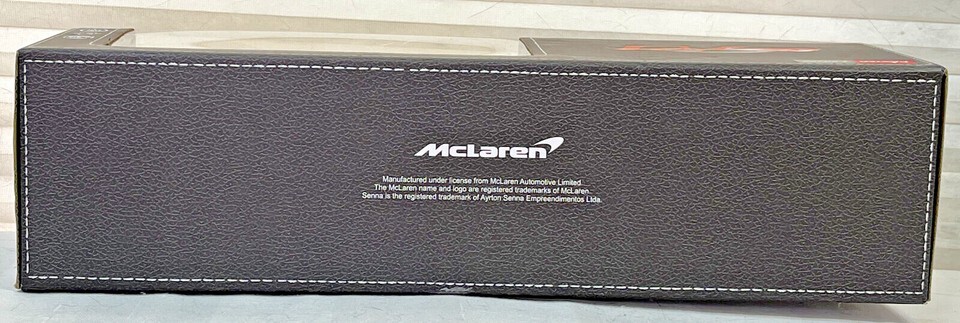 McLaren
Manufactured under license from McLaren Automotive Limited.
The McLaren name and logo are registered trademarks of McLaren.
Senna is the registered trademark of Ayrton Senna Empreendimentos Ltda.